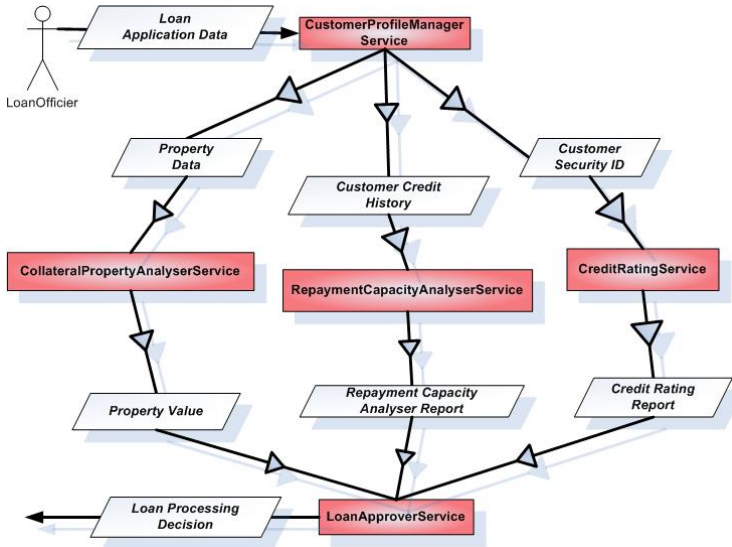 Loan
Application Data
CustomerProfileManager
Service
LoanOfficier
Property
Data
Customer Credit
History
Customer
Security ID
CollateralPropertyAnalyserService
RepaymentCapacityAnalyserService
CreditRatingService
Property Value
Repayment Capacity
Analyser Report
Credit Rating
Report
Loan Processing
Decision
LoanApproverService